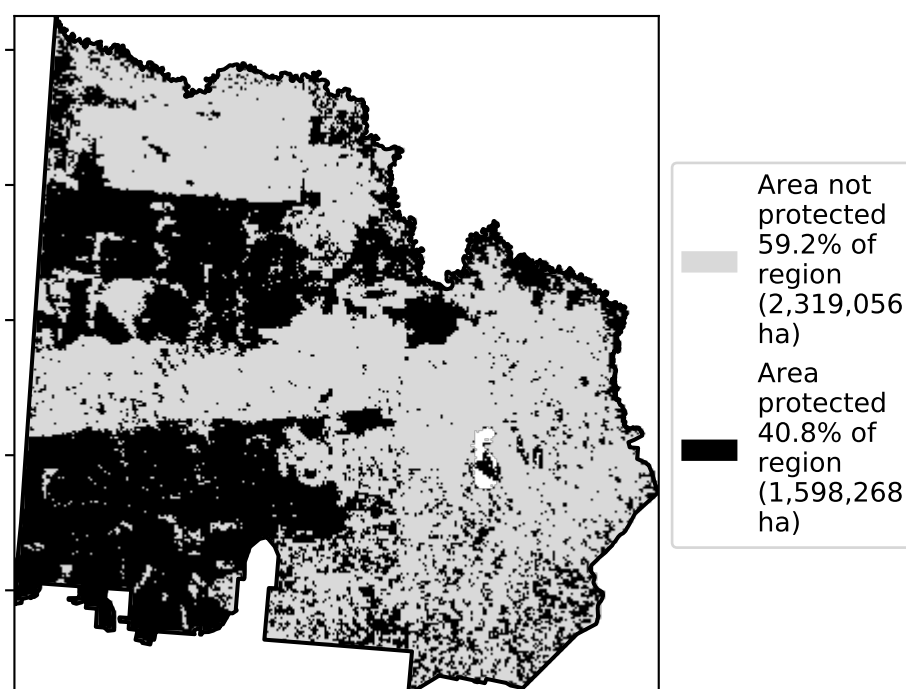 Area not
protected
59.2% of
region
(2,319,056
ha)
Area
protected
40.8% of
region
(1,598,268
ha)